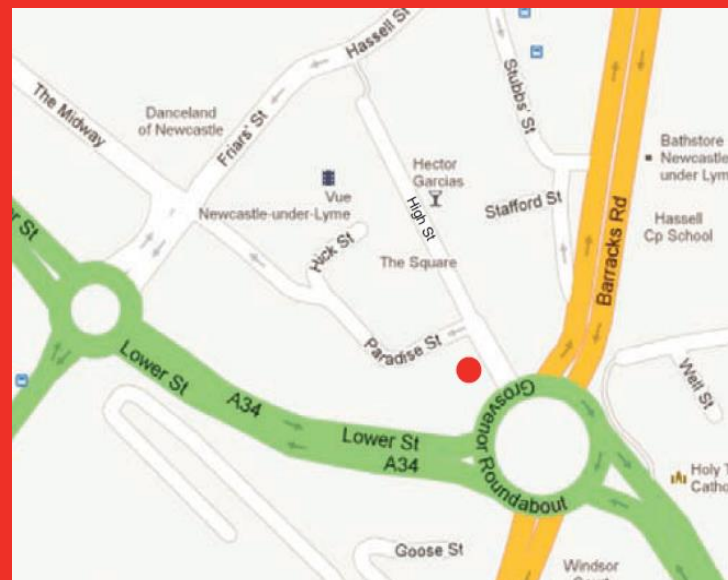 Hassell St
The Midway
Danceland
of Newcastle
Friars' St
Stubbs' St
Bathstore
Newcastle
under Lym
Hector
Garcias
Vue
Newcastle-under-Lyme
High St
Stafford St
Hassell
Cp School
er St
Hick St
The Square
Barracks Rd
Paradise St
Lower St
A34
Well St
Grosvenor Roundabout
Lower St
A34
Holy T
Catho
Goose St
Windsor